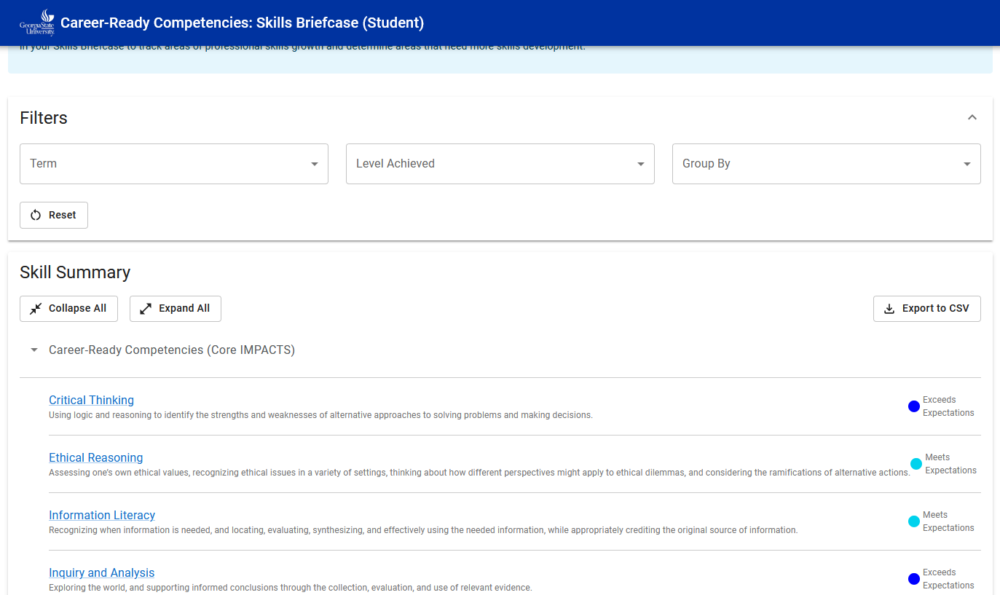 GeorgiaState
University
Career-Ready Competencies: Skills Briefcase (Student)
in your Skills Briefcase to track areas of professional skills growth and determine areas that need more skills development.
Filters
Term
Level Achieved
Group By
Reset
Skill Summary
Collapse All
Expand All
Export to CSV
Career-Ready Competencies (Core IMPACTS)
Critical Thinking
Using logic and reasoning to identify the strengths and weaknesses of alternative approaches to solving problems and making decisions.
Exceeds
Expectations
Ethical Reasoning
Assessing one's own ethical values, recognizing ethical issues in a variety of settings, thinking about how different perspectives might apply to ethical dilemmas, and considering the ramifications of alternative actions.
Meets
Expectations
Information Literacy
Recognizing when information is needed, and locating, evaluating, synthesizing, and effectively using the needed information, while appropriately crediting the original source of information.
Meets
Expectations
Inquiry and Analysis
Exploring the world, and supporting informed conclusions through the collection, evaluation, and use of relevant evidence.
Exceeds
Expectations